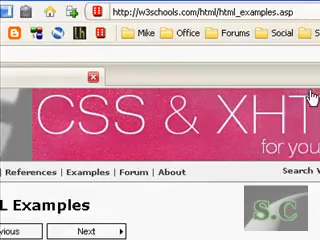 http://w3schools.com/html/html_examples.asp
Mike Office Forums Social S
CSS & XHT
for you
| References | Examples | Forum | About
Search W
L Examples
vious
Next
S.C